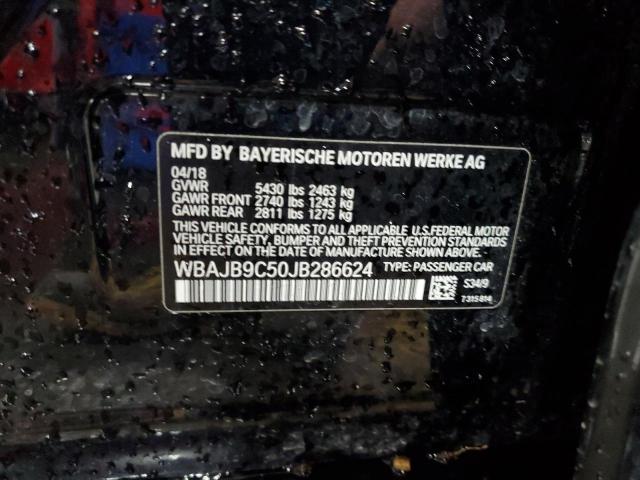 MFD BY BAYERISCHE MOTOREN WERKE AG
04/18
GVWR 5430 lbs 2463 kg
GAWR FRONT 2740 lbs 1243 kg
GAWR REAR 2811 lbs 1275 kg
THIS VEHICLE CONFORMS TO ALL APPLICABLE U.S.FEDERAL MOTOR
VEHICLE SAFETY, BUMPER AND THEFT PREVENTION STANDARDS
IN EFFECT ON THE DATE OF MANUFACTURE SHOWN ABOVE.
WBAJB9C50JB286624 TYPE: PASSENGER CAR
S34/9
7315814